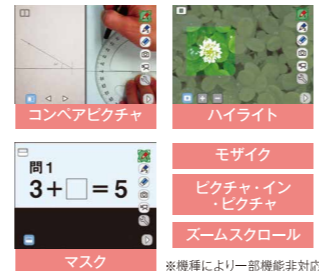 コンペアピクチャ
ハイライト
問1
3+□=5
マスク
モザイク
ピクチャ・イン
・ピクチャ
ズームスクロール
※機種により一部機能非対応